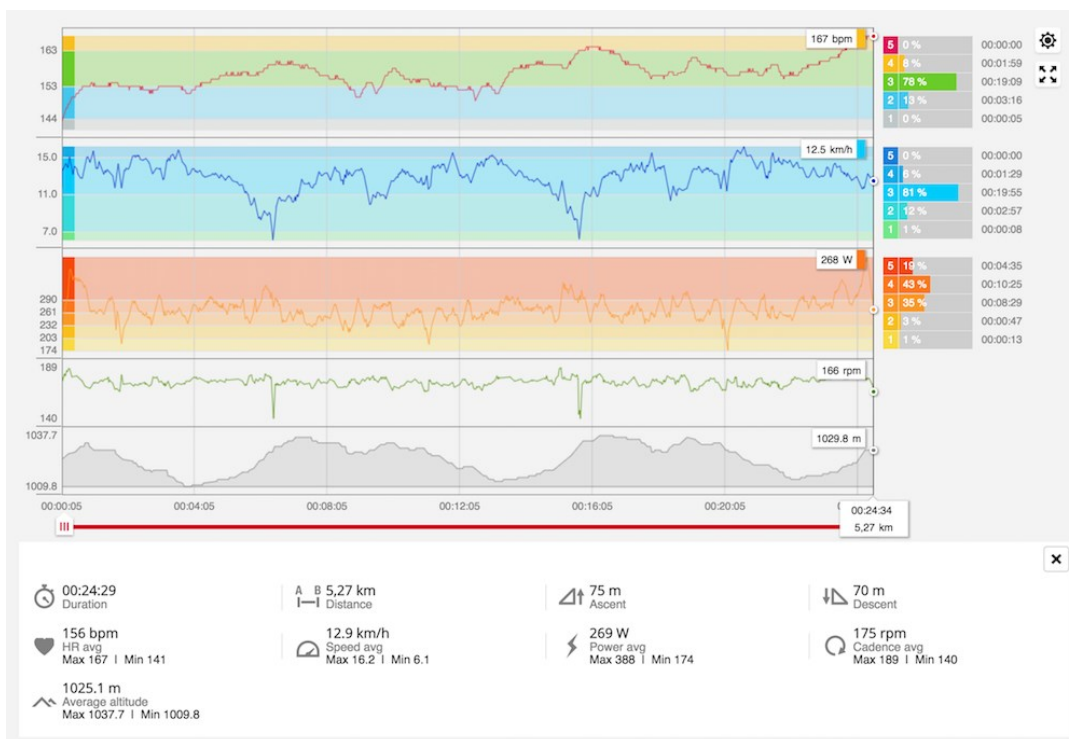 167 bpm
163
153
144
5 0 % 00:00:00
4 8 % 00:01:59
3 78 % 00:19:09
2 13 % 00:03:16
1 0 % 00:00:05
12.5 km/h
15.0
11.0
7.0
5 0 % 00:00:00
4 6 % 00:01:29
3 81 % 00:19:55
2 12 % 00:02:57
1 1 % 00:00:08
268 W
290
261
232
203
174
5 19 % 00:04:35
4 43 % 00:10:25
3 35 % 00:08:29
2 3 % 00:00:47
1 1 % 00:00:13
189
166 rpm
140
1037.7
1029.8 m
1009.8
00:00:05 00:04:05 00:08:05 00:12:05 00:16:05 00:20:05
00:24:34
5,27 km
00:24:29
Duration
A B 5,27 km
Distance
75 m
Ascent
70 m
Descent
156 bpm
HR avg
Max 167 | Min 141
12.9 km/h
Speed avg
Max 16.2 | Min 6.1
269 W
Power avg
Max 388 | Min 174
175 rpm
Cadence avg
Max 189 | Min 140
1025.1 m
Average altitude
Max 1037.7 | Min 1009.8